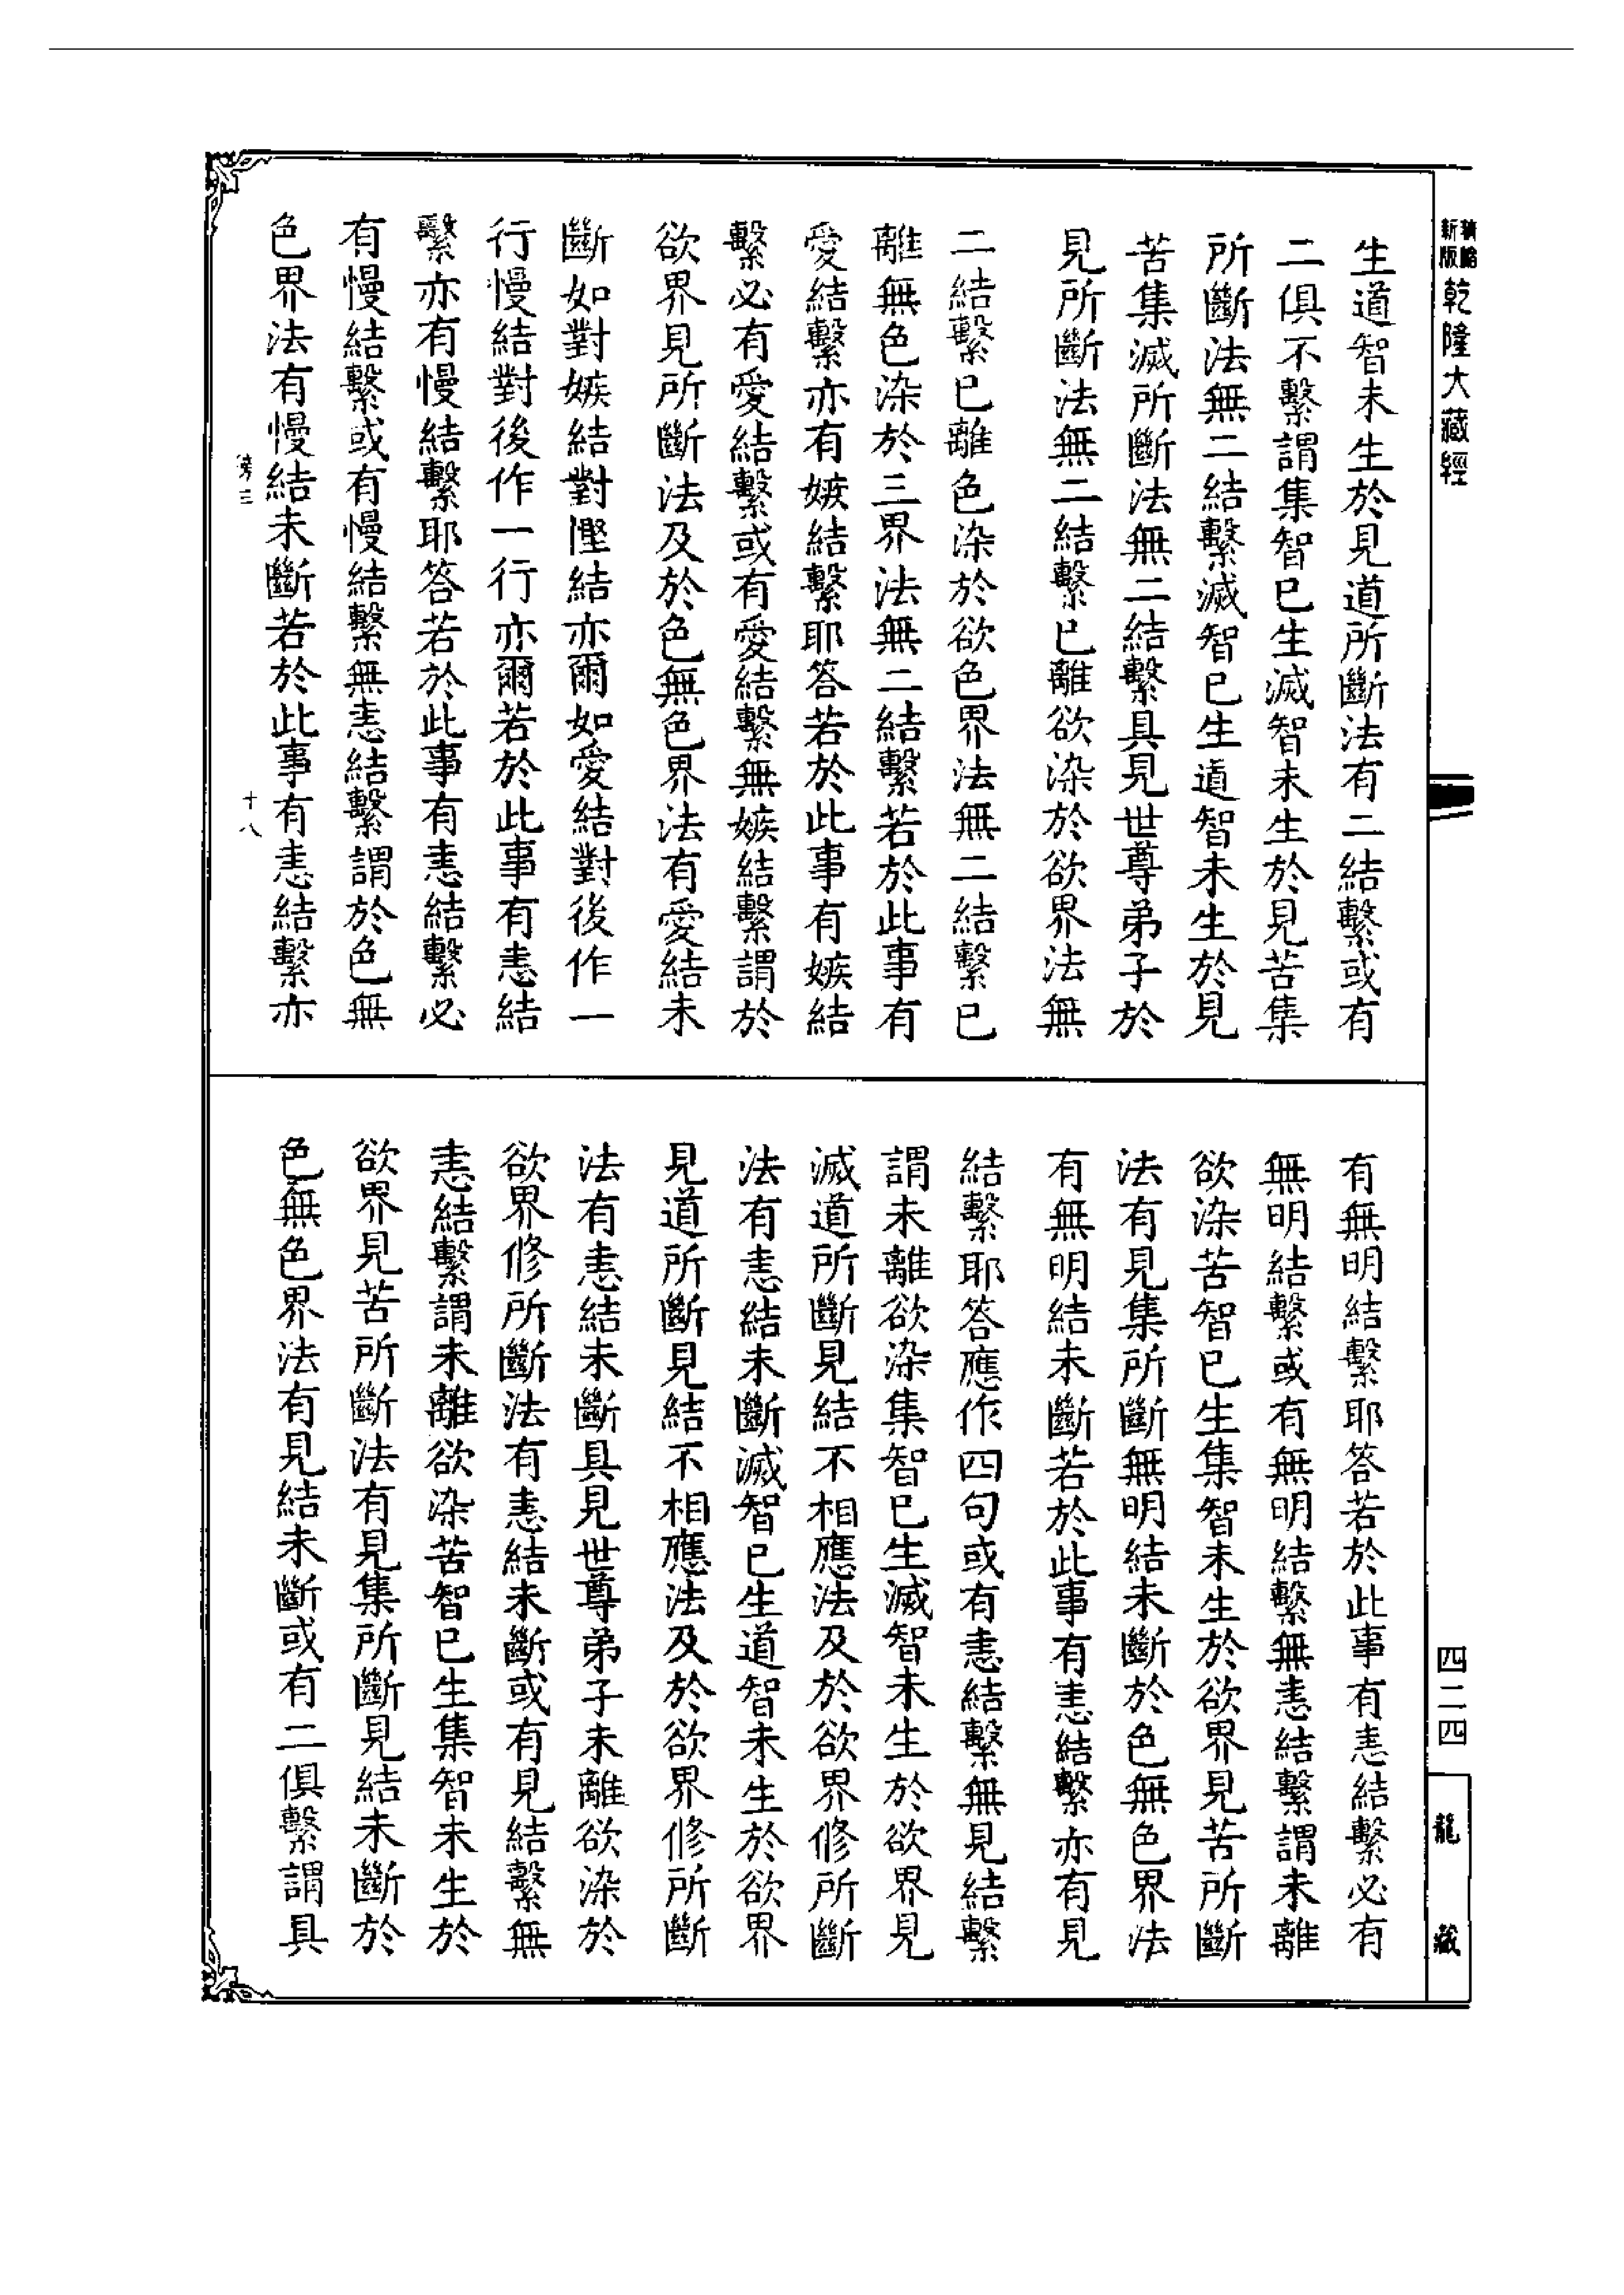 乾隆大藏經
生道智未生於見道所斷法有二結繫或有
二俱不繫謂集智已生滅智未生於見苦集
所斷法無二結繫滅智已生道智未生於見
苦集滅所斷法無二結繫具見世尊弟子於
見所斷法無二結繫已離欲染於欲界法無
二結繫已離色染於欲色界法無二結繫已
離無色染於三界法無二結繫若於此事有
愛結繫亦有嫉結繫耶答若於此事有嫉結
繫必有愛結繫或有愛結繫無嫉結繫謂於
欲界見所斷法及於色無色界法有愛結未
斷如對嫉結對慳結亦爾如愛結對後作一
行慢結對後作一行亦爾若於此事有恚結
繫亦有慢結繫耶答若於此事有恚結繫必
有慢結繫或有慢結繫無恚結繫謂於色無
色界法有慢結未斷若於此事有恚結繫亦
十八
有無明結繫耶答若於此事有恚結繫必有
無明結繫或有無明結繫無恚結繫謂未離
欲染苦智已生集智未生於欲界見苦所斷
法有見集所斷無明結未斷於色無色界法
有無明結未斷若於此事有恚結繫亦有見
結繫耶答應作四句或有恚結繫無見結繫
謂未離欲染集智已生滅智未生於欲界見
滅道所斷見結不相應法及於欲界修所斷
法有恚結未斷滅智已生道智未生於欲界
見道所斷見結不相應法及於欲界修所斷
法有恚結未斷具見世尊弟子未離欲染於
欲界修所斷法有恚結未斷或有見結繫無
恚結繫謂未離欲染苦智已生集智未生於
欲界見苦所斷法有見集所斷見結未斷於
色無色界法有見結未斷或有二俱繫謂具
四二四
龍藏